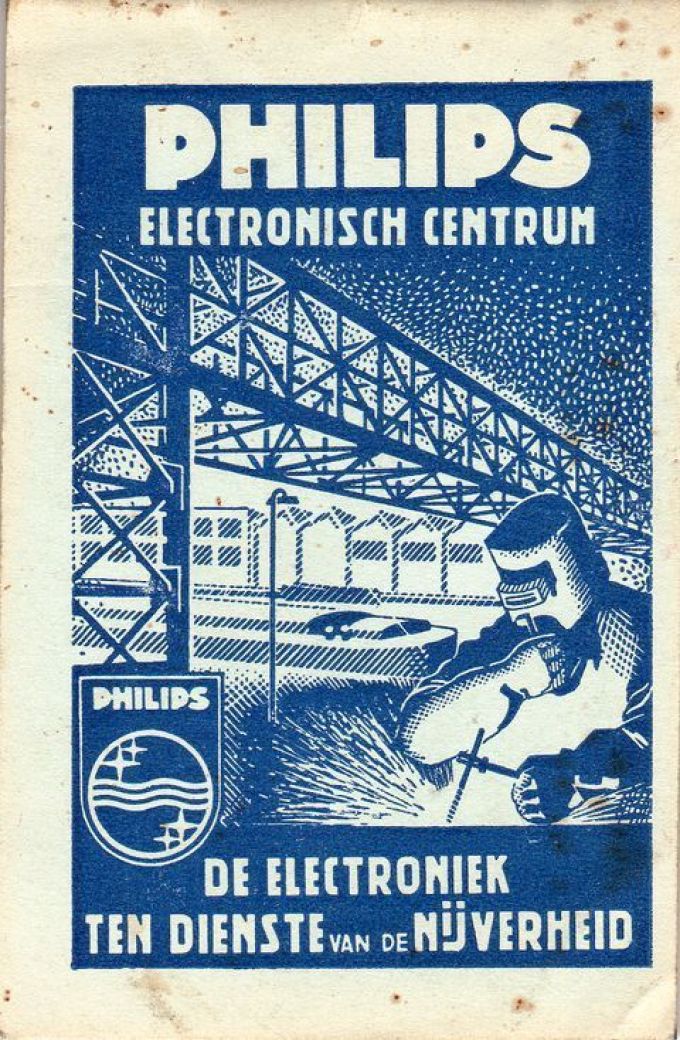 PHILIPS
ELECTRONISCH CENTRUM
PHILIPS
DE ELECTRONIEK
TEN DIENSTE VAN DE NIJVERHEID